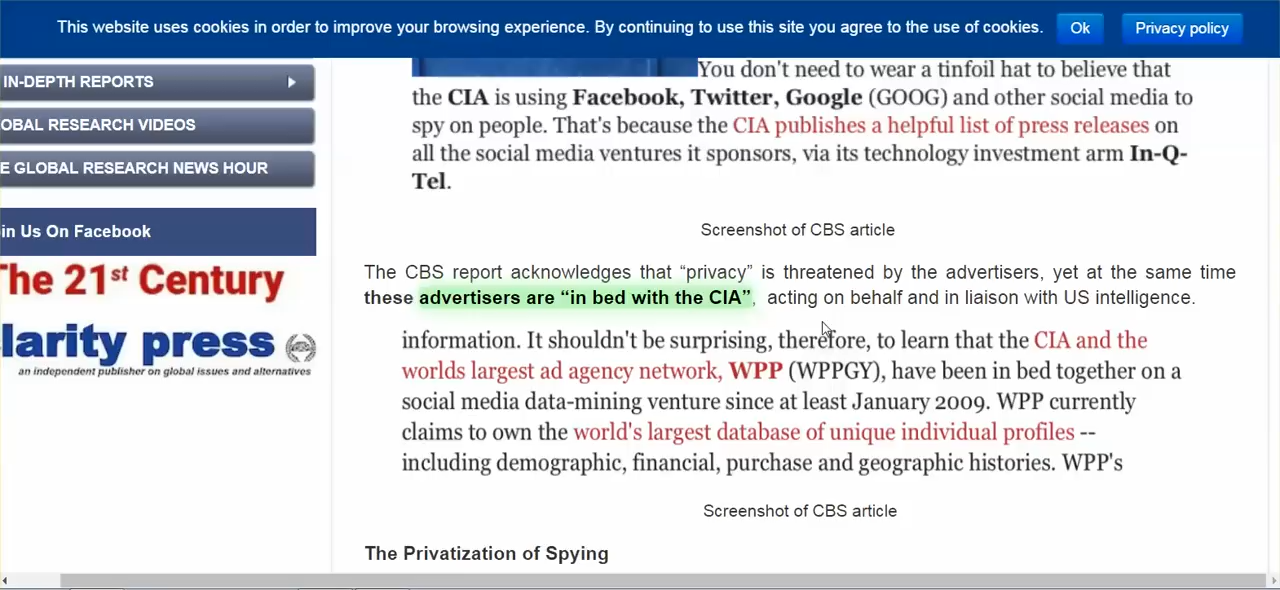 This website uses cookies in order to improve your browsing experience. By continuing to use this site you agree to the use of cookies.
Ok
Privacy policy
IN-DEPTH REPORTS
OBAL RESEARCH VIDEOS
E GLOBAL RESEARCH NEWS HOUR
in Us On Facebook
The 21st Century
larity press
an independent publisher on global issues and alternatives
You don't need to wear a tinfoil hat to believe that
the CIA is using Facebook, Twitter, Google (GOOG) and other social media to
spy on people. That's because the CIA publishes a helpful list of press releases on
all the social media ventures it sponsors, via its technology investment arm In-Q-
Tel.
Screenshot of CBS article
The CBS report acknowledges that “privacy” is threatened by the advertisers, yet at the same time
these advertisers are “in bed with the CIA”, acting on behalf and in liaison with US intelligence.
information. It shouldn't be surprising, therefore, to learn that the CIA and the
worlds largest ad agency network, WPP (WPPGY), have been in bed together on a
social media data-mining venture since at least January 2009. WPP currently
claims to own the world's largest database of unique individual profiles --
including demographic, financial, purchase and geographic histories. WPP's
Screenshot of CBS article
The Privatization of Spying